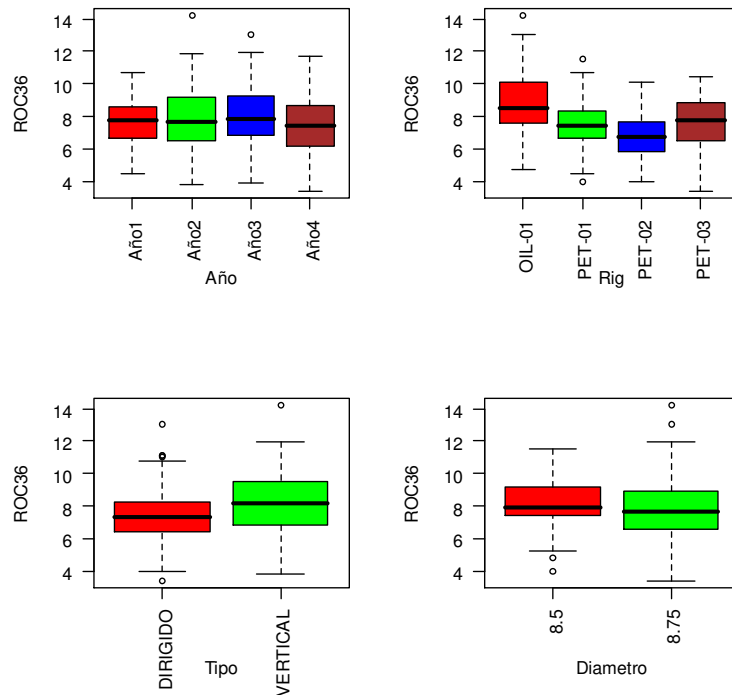 ROC36
14
12
10
8
6
4
Año1
Año2
Año3
Año4
Año
ROC36
14
12
10
8
6
4
OIL-01
PET-01
PET-02
PET-03
Rig
ROC36
14
12
10
8
6
4
DIRIGIDO
VERTICAL
Tipo
ROC36
14
12
10
8
6
4
8.5
8.75
Diametro